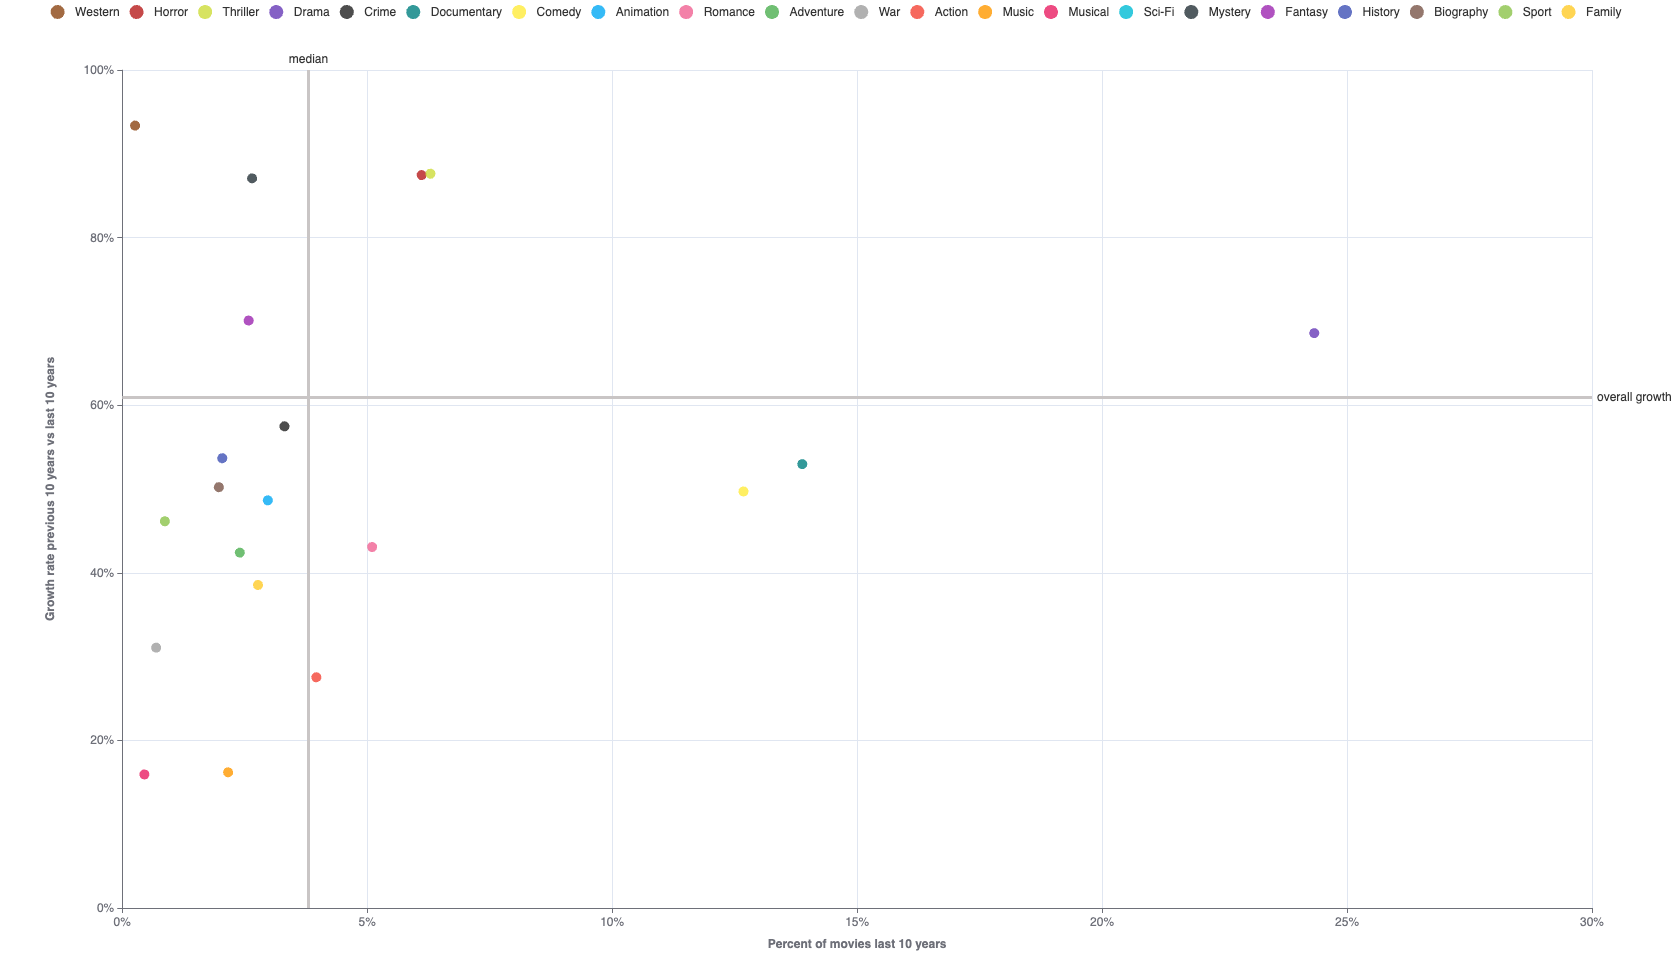 Western Horror Thriller Drama Crime Documentary Comedy Animation Romance Adventure War Action Music Musical Sci-Fi Mystery Fantasy History Biography Sport Family
median
100%
80%
60%
40%
20%
0%
Growth rate previous 10 years vs last 10 years
overall growth
0% 5% 10% 15% 20% 25% 30%
Percent of movies last 10 years